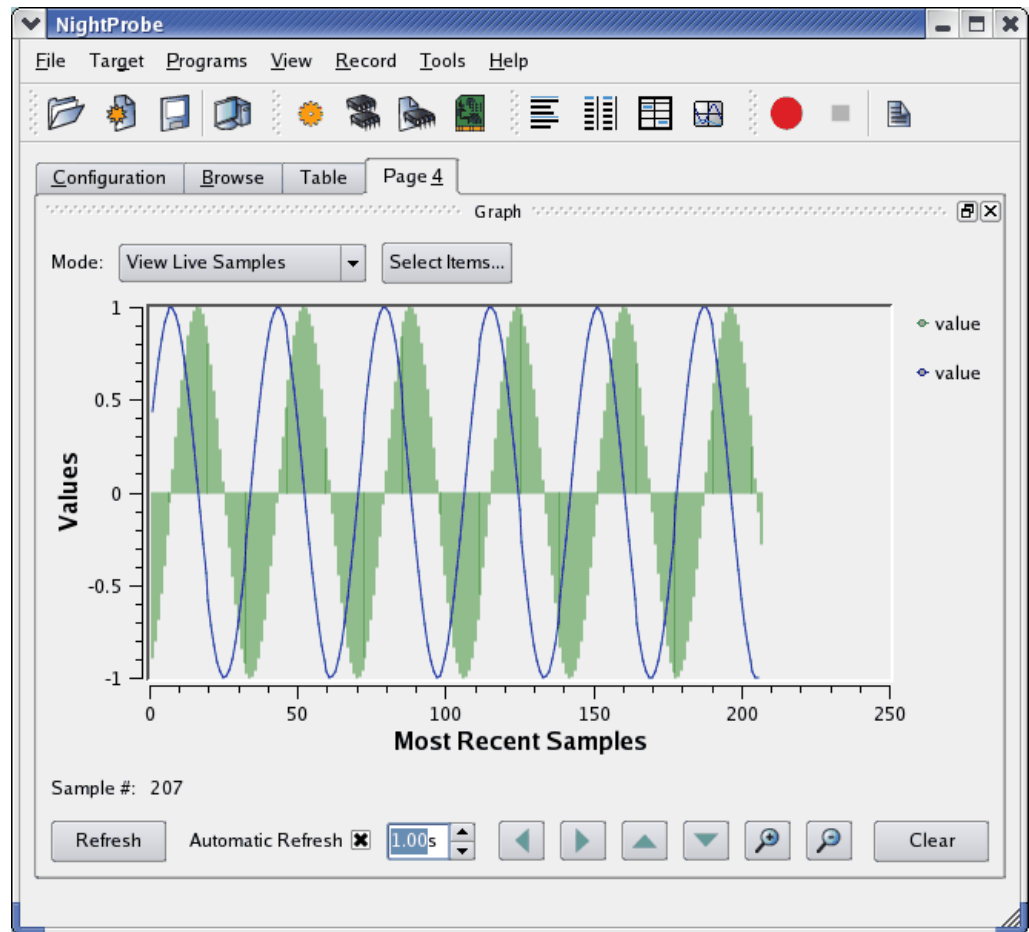 NightProbe
File Target Programs View Record Tools Help
Configuration Browse Table Page 4
Graph
Mode: View Live Samples Select Items...
1
0.5
0
-0.5
-1
Values
value
value
0 50 100 150 200 250
Most Recent Samples
Sample #: 207
Refresh Automatic Refresh 1.00s Clear